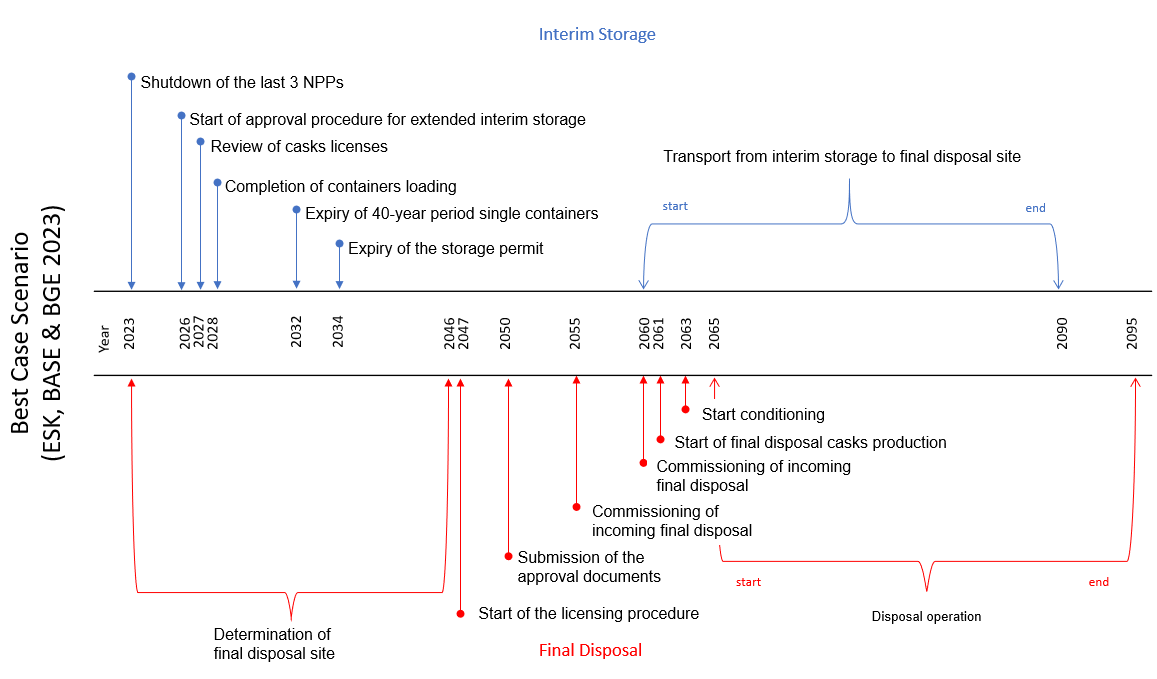 Interim Storage
Shutdown of the last 3 NPPs
Start of approval procedure for extended interim storage
Review of casks licenses
Transport from interim storage to final disposal site
Completion of containers loading
start
end
Expiry of 40-year period single containers
Expiry of the storage permit
Best Case Scenario
(ESK, BASE & BGE 2023)
Year
2023
2026
2027
2028
2032
2034
2046
2047
2050
2055
2060
2061
2063
2065
2090
2095
Start conditioning
Start of final disposal casks production
Commissioning of incoming
final disposal
Commissioning of
incoming final disposal
Submission of the
approval documents
start
end
Start of the licensing procedure
Disposal operation
Determination of
final disposal site
Final Disposal